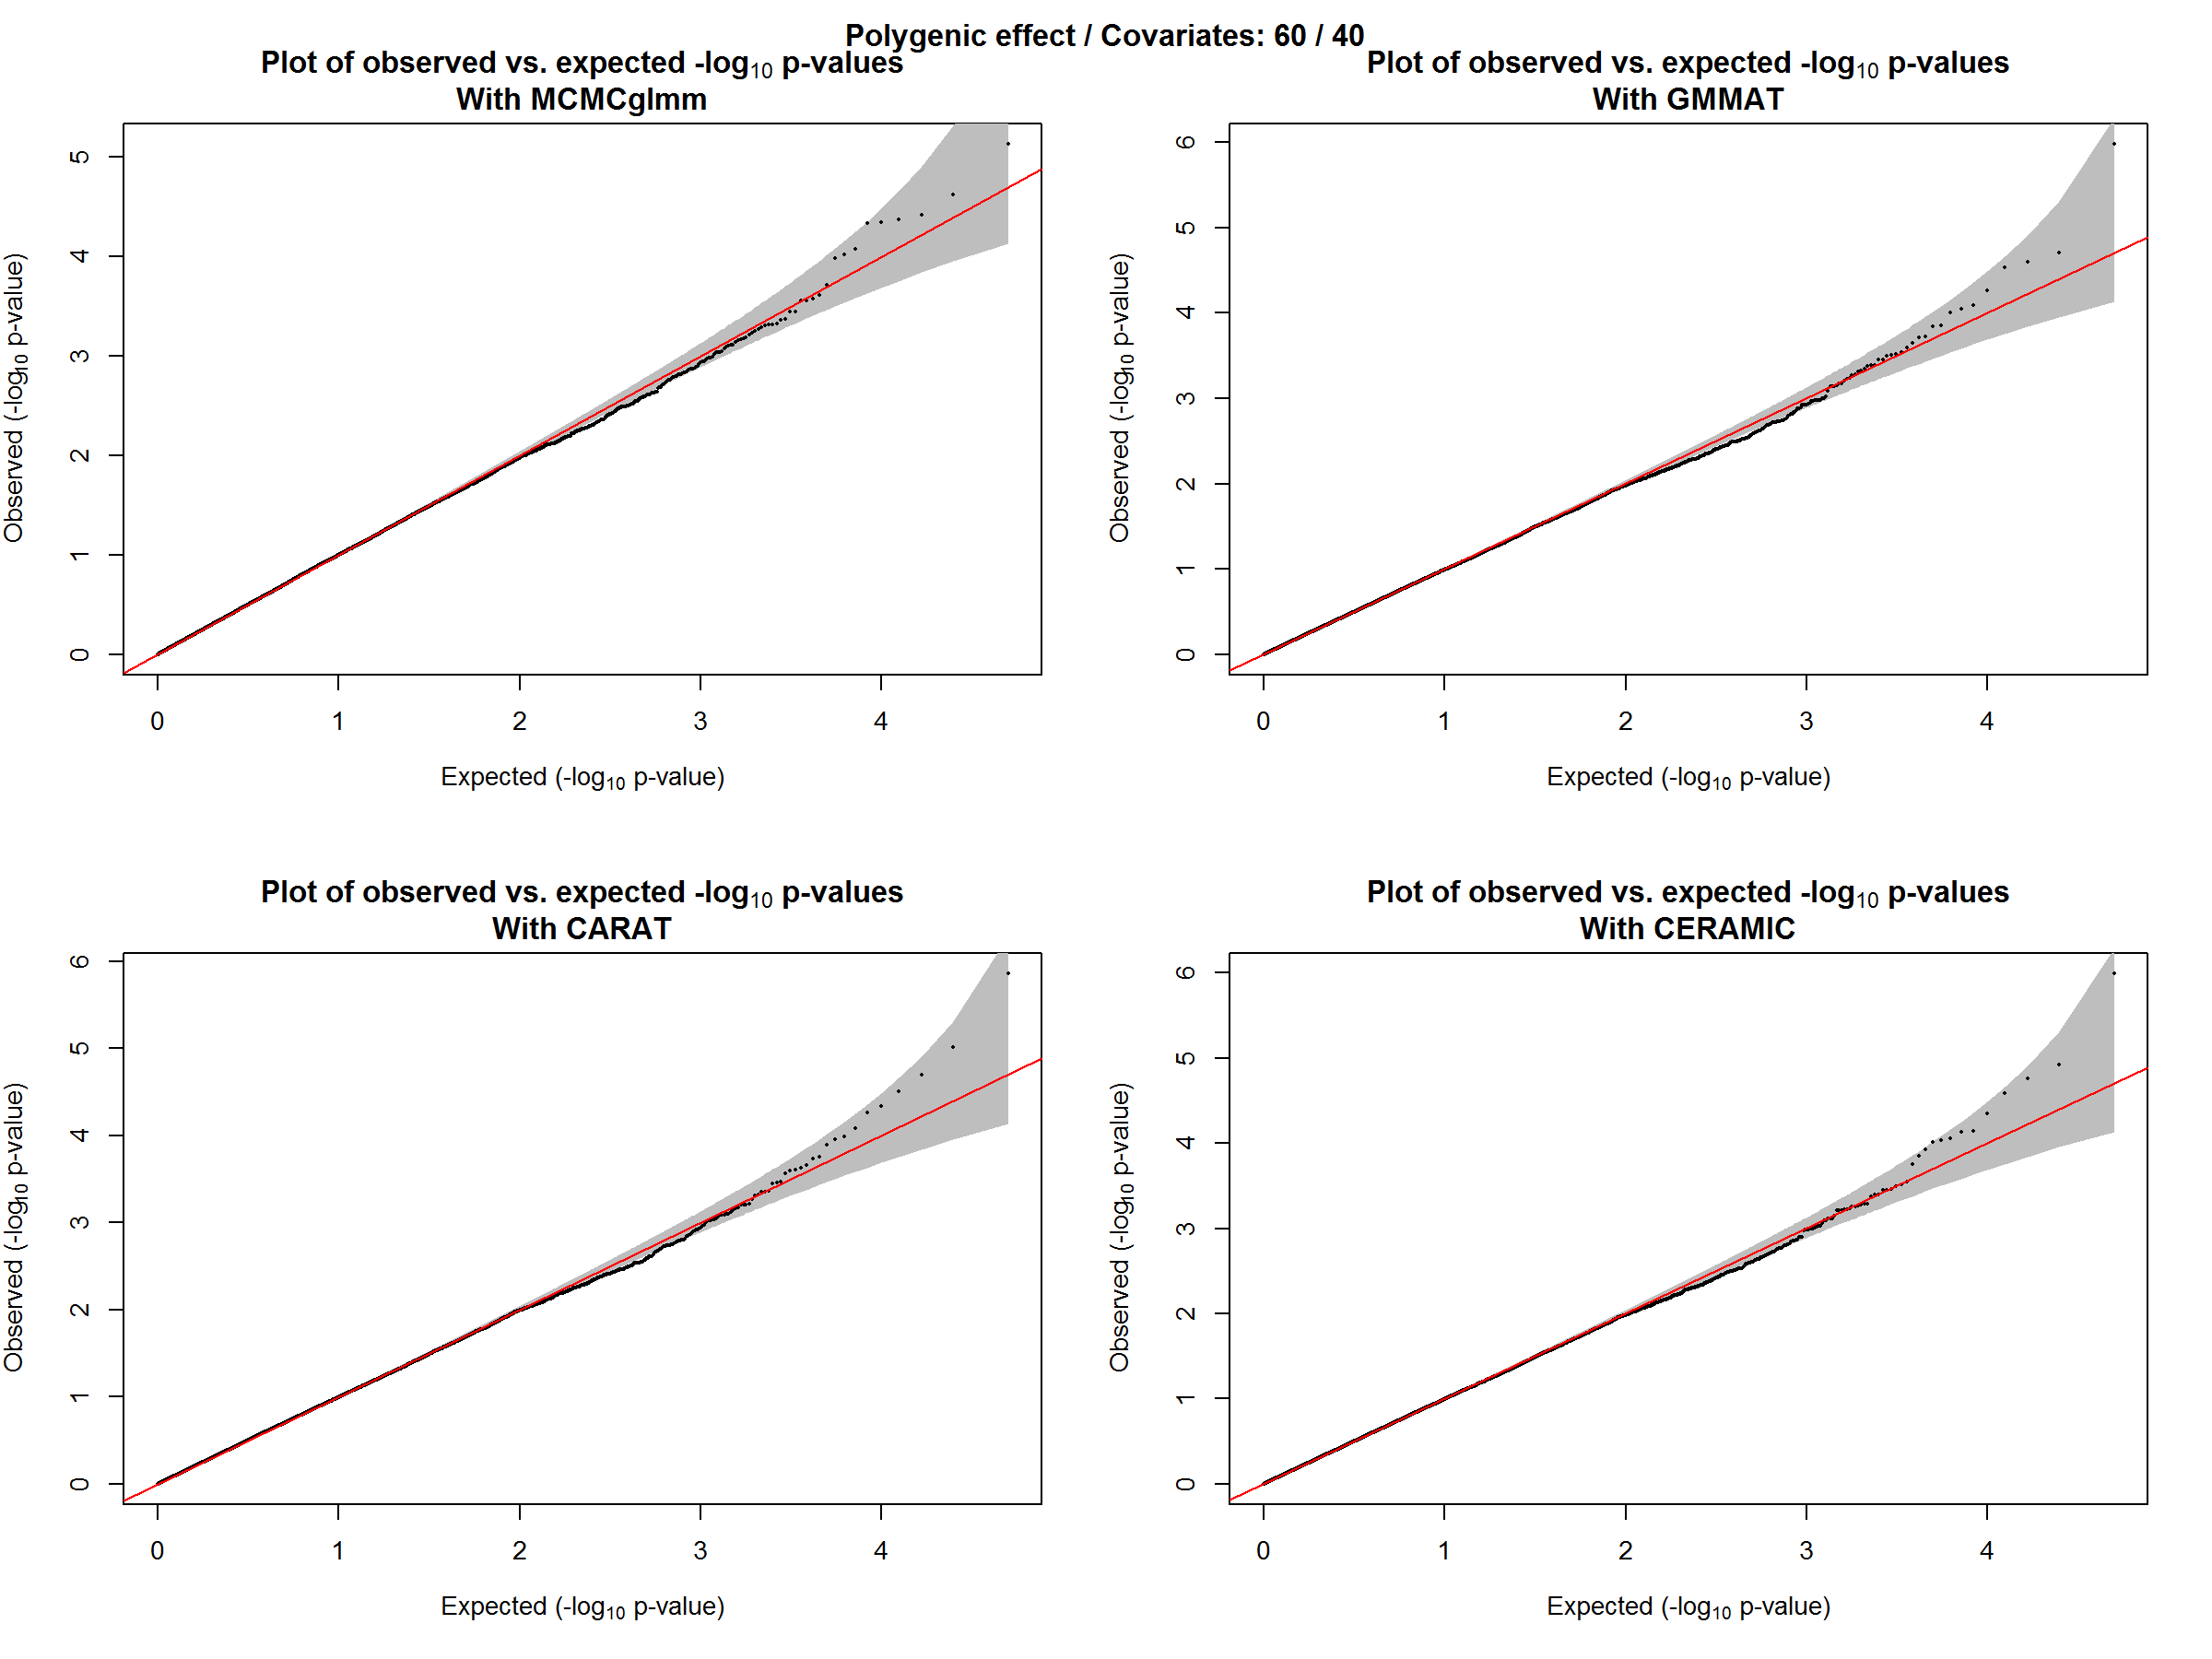 Polygenic effect / Covariates: 60 / 40
Plot of observed vs. expected -log10 p-values
With MCMCglmm
Observed (-log10 p-value)
0 1 2 3 4 5
0 1 2 3 4
Expected (-log10 p-value)
Plot of observed vs. expected -log10 p-values
With GMMAT
Observed (-log10 p-value)
0 1 2 3 4 5 6
0 1 2 3 4
Expected (-log10 p-value)
Plot of observed vs. expected -log10 p-values
With CARAT
Observed (-log10 p-value)
0 1 2 3 4 5 6
0 1 2 3 4
Expected (-log10 p-value)
Plot of observed vs. expected -log10 p-values
With CERAMIC
Observed (-log10 p-value)
0 1 2 3 4 5 6
0 1 2 3 4
Expected (-log10 p-value)